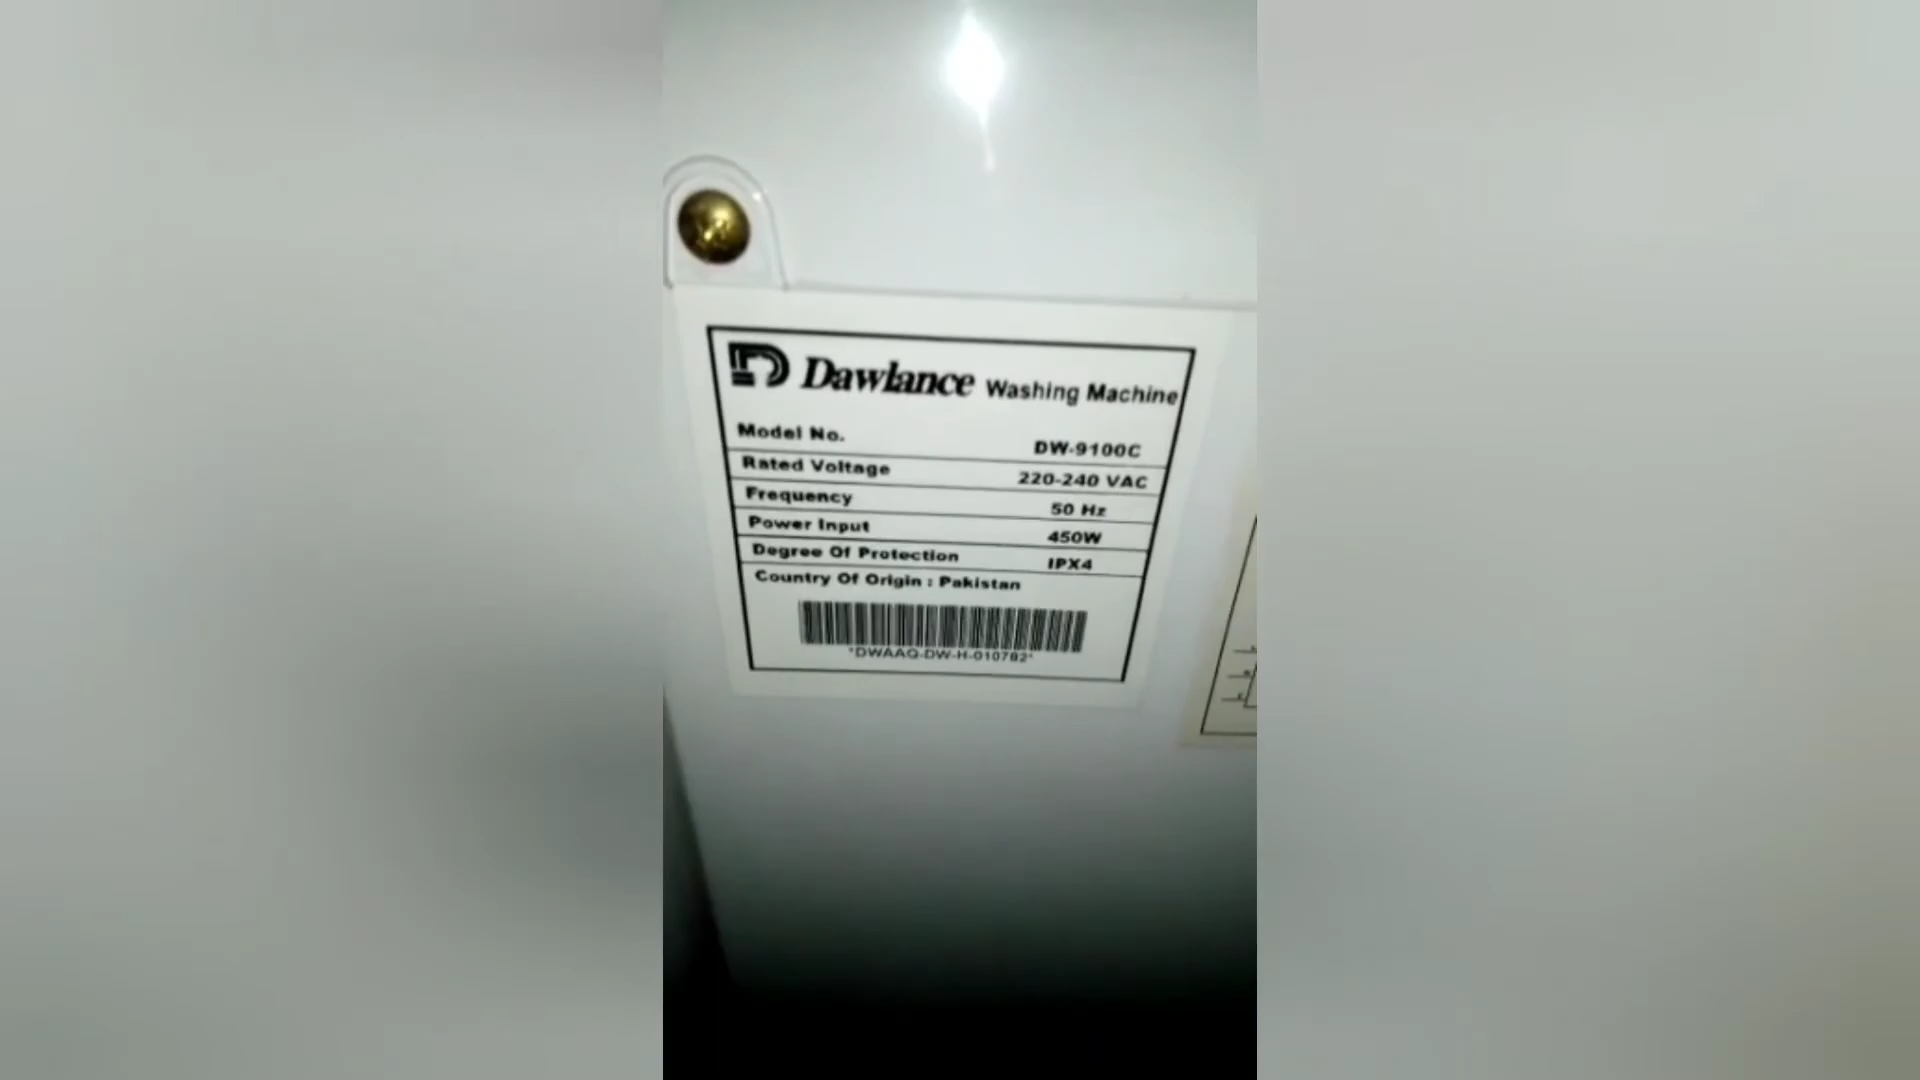 Dawlance Washing Machine
Model No. DW-9100C
Rated Voltage 220-240 VAC
Frequency 50 Hz
Power Input 450W
Degree Of Protection IPX4
Country Of Origin : Pakistan
*DWAAQ-DW-H-010782*